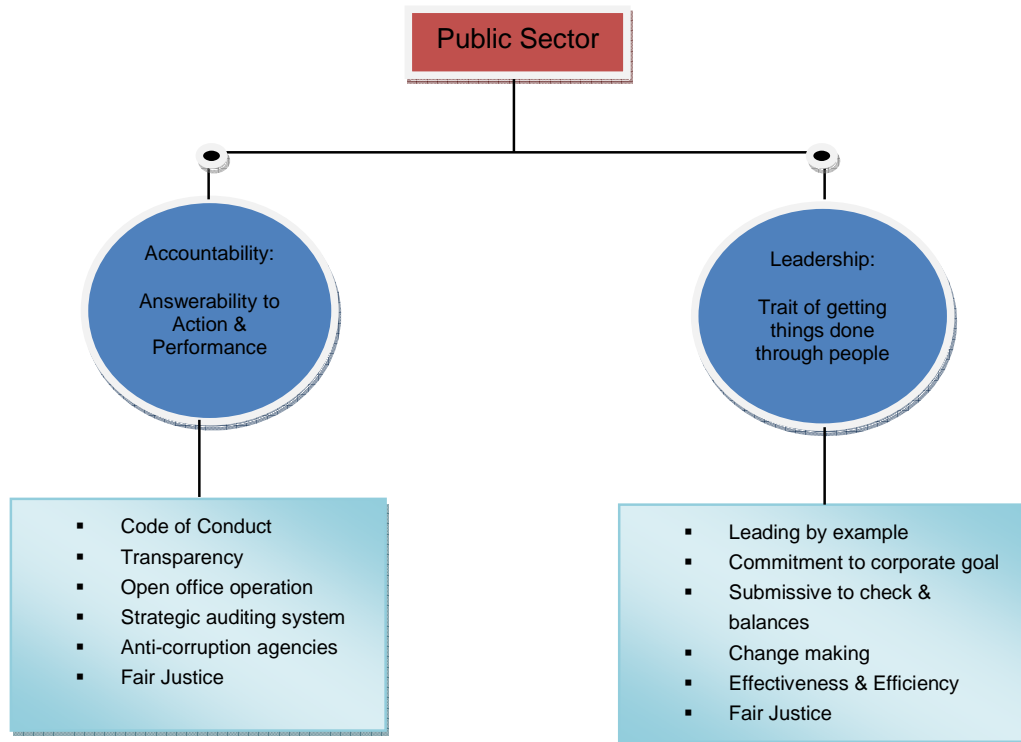 Public Sector
Accountability:
Answerability to
Action &
Performance
Leadership:
Trait of getting
things done
through people
▪ Code of Conduct
▪ Transparency
▪ Open office operation
▪ Strategic auditing system
▪ Anti-corruption agencies
▪ Fair Justice
▪ Leading by example
▪ Commitment to corporate goal
▪ Submissive to check &
balances
▪ Change making
▪ Effectiveness & Efficiency
▪ Fair Justice